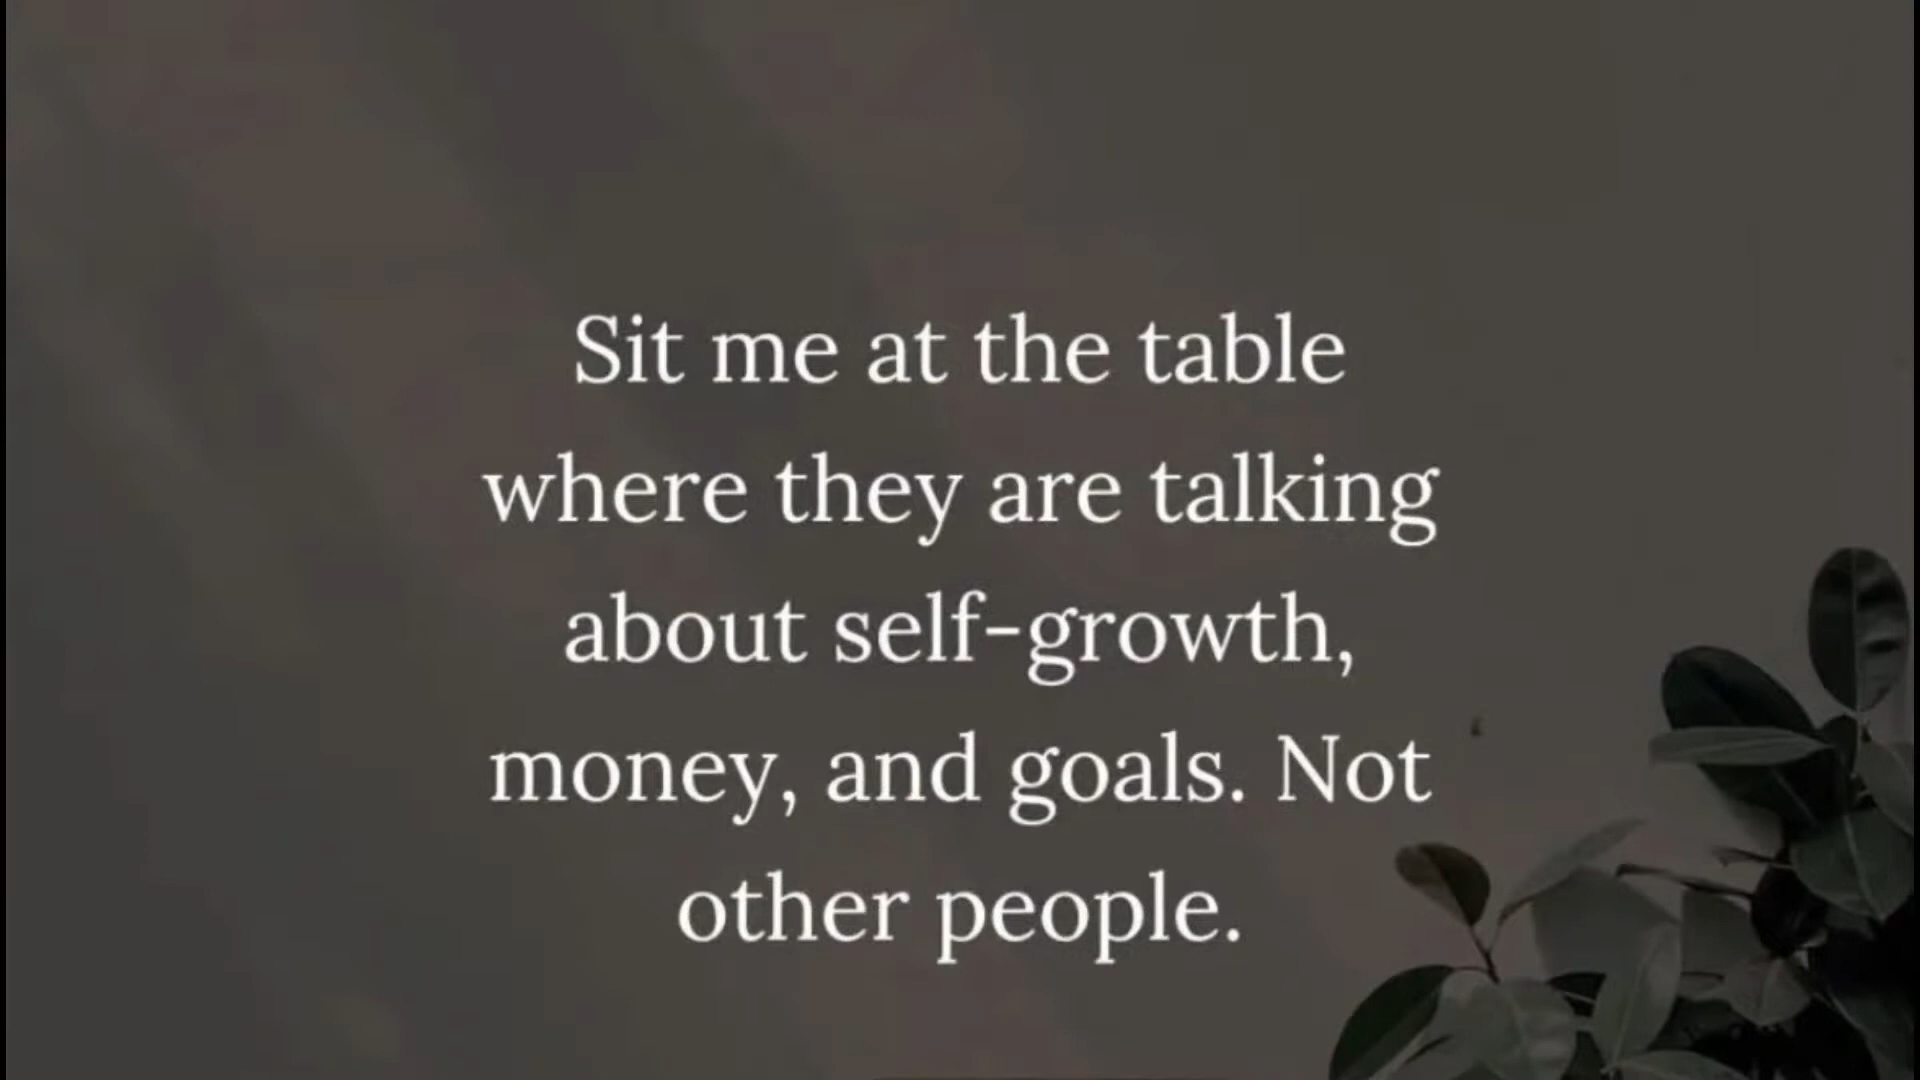 Sit me at the table
where they are talking
about self-growth,
money, and goals. Not
other people.